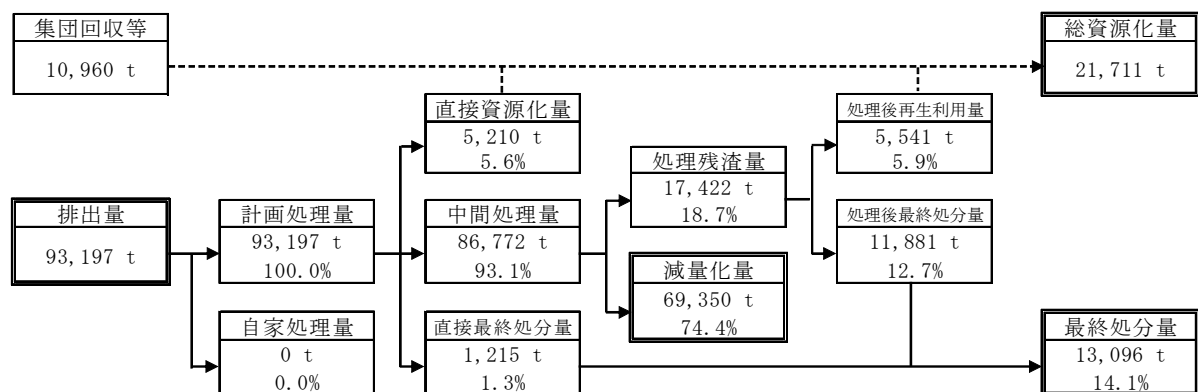 集団回収等
10,960 t
総資源化量
21,711 t
直接資源化量
5,210 t
5.6%
処理後再生利用量
5,541 t
5.9%
処理残渣量
17,422 t
18.7%
排出量
93,197 t
計画処理量
93,197 t
100.0%
中間処理量
86,772 t
93.1%
処理後最終処分量
11,881 t
12.7%
減量化量
69,350 t
74.4%
自家処理量
0 t
0.0%
直接最終処分量
1,215 t
1.3%
最終処分量
13,096 t
14.1%